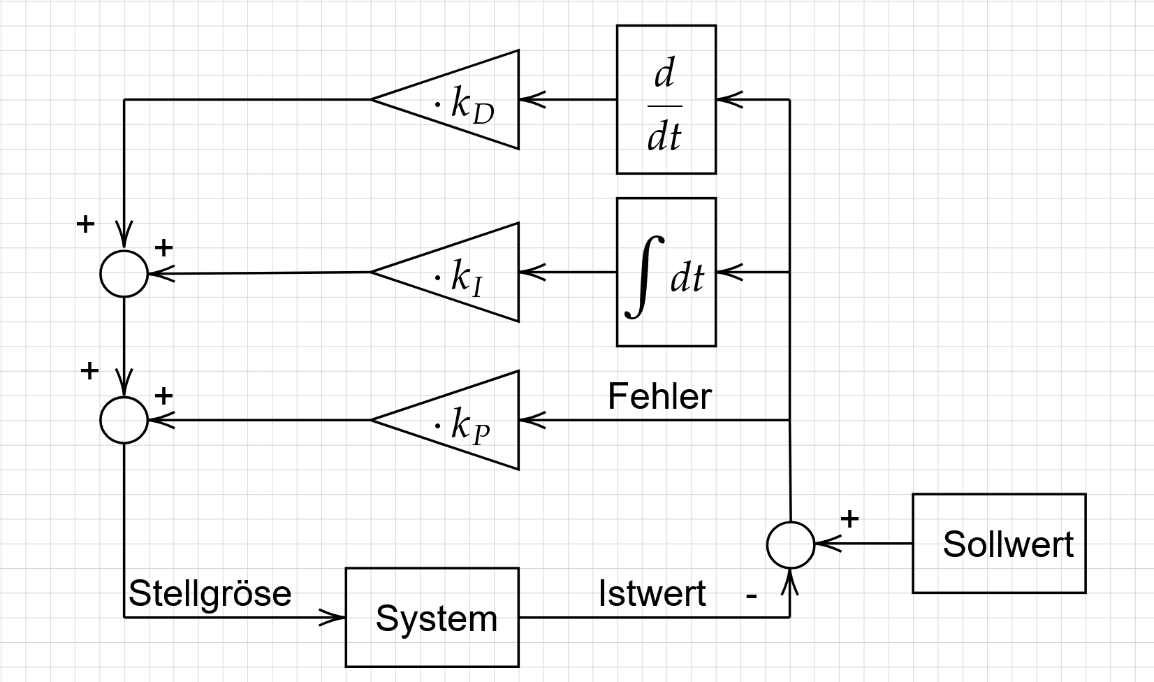 d
dt
· k_D
+
+
· k_I
∫ dt
+
+
· k_P
Fehler
+
Sollwert
Stellgröse
System
Istwert
-